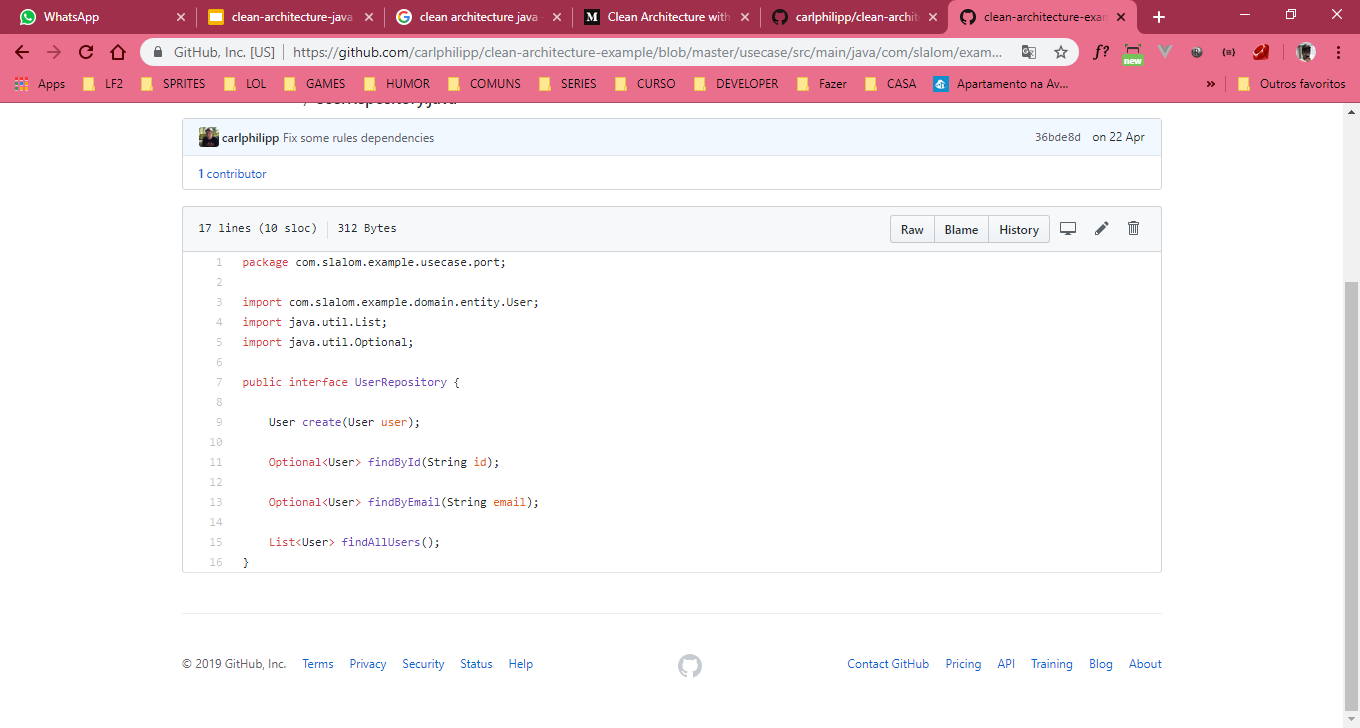 WhatsApp
clean-architecture-java
clean architecture java
Clean Architecture with
carlphilipp/clean-archit
clean-architecture-exam
GitHub, Inc. [US] | https://github.com/carlphilipp/clean-architecture-example/blob/master/usecase/src/main/java/com/slalom/exam...
f?
new
Apps LF2 SPRITES LOL GAMES HUMOR COMUNS SERIES CURSO DEVELOPER Fazer CASA Apartamento na Av... » Outros favoritos
/ UserRepository.java
carlphilipp Fix some rules dependencies 36bde8d on 22 Apr
1 contributor
17 lines (10 sloc) 312 Bytes Raw Blame History
1 package com.slalom.example.usecase.port;
2
3 import com.slalom.example.domain.entity.User;
4 import java.util.List;
5 import java.util.Optional;
6
7 public interface UserRepository {
8
9 User create(User user);
10
11 Optional<User> findById(String id);
12
13 Optional<User> findByEmail(String email);
14
15 List<User> findAllUsers();
16 }
© 2019 GitHub, Inc. Terms Privacy Security Status Help Contact GitHub Pricing API Training Blog About